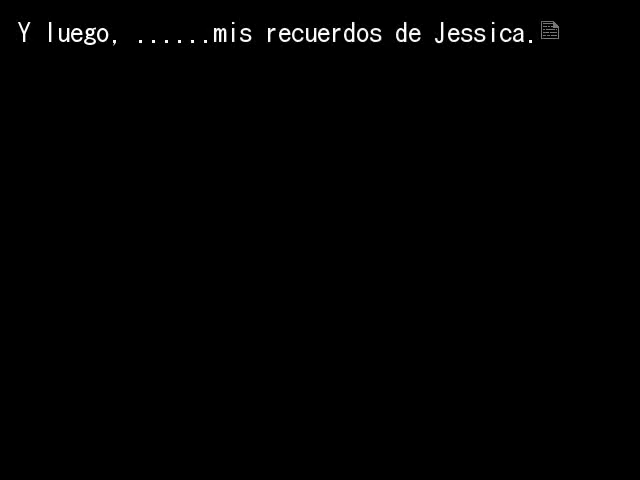 Y luego, ......mis recuerdos de Jessica.